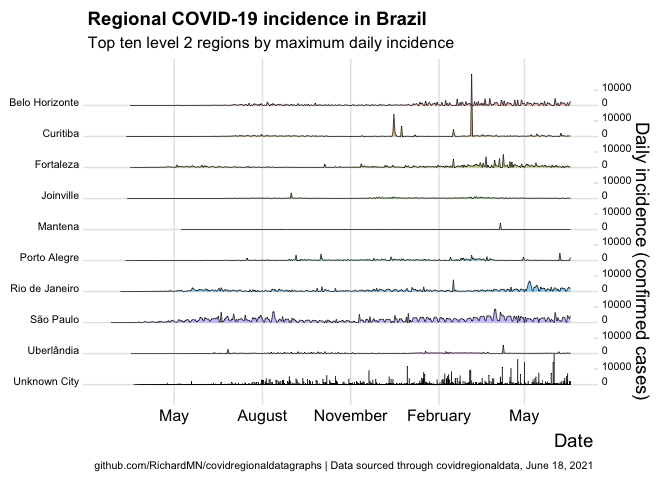 Regional COVID-19 incidence in Brazil
Top ten level 2 regions by maximum daily incidence
Belo Horizonte
10000
0
Curitiba
10000
0
Fortaleza
10000
0
Joinville
10000
0
Mantena
10000
0
Porto Alegre
10000
0
Rio de Janeiro
10000
0
São Paulo
10000
0
Uberlândia
10000
0
Unknown City
10000
0
Daily incidence (confirmed cases)
May August November February May
Date
github.com/RichardMN/covidregionaldatagraphs | Data sourced through covidregionaldata, June 18, 2021